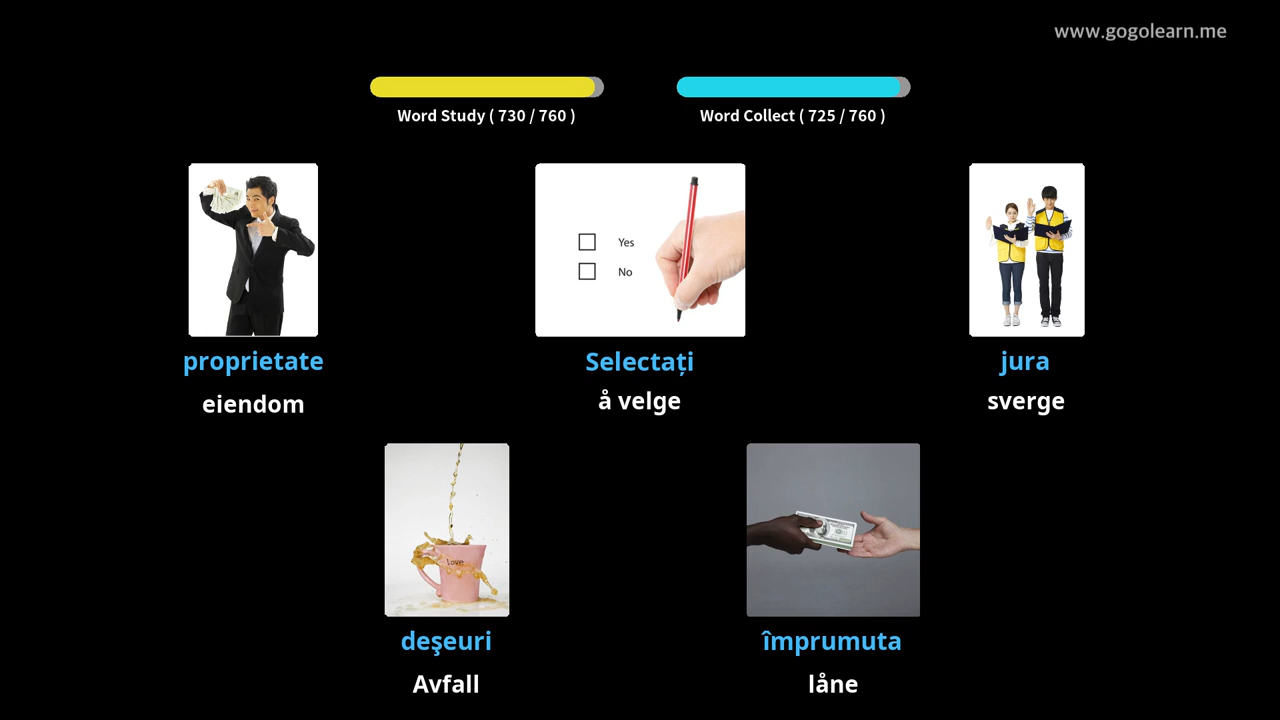 www.gogolearn.me
Word Study ( 730 / 760 )
Word Collect ( 725 / 760 )
Yes
No
proprietate
Selectați
jura
eiendom
å velge
sverge
love
deşeuri
împrumuta
Avfall
låne